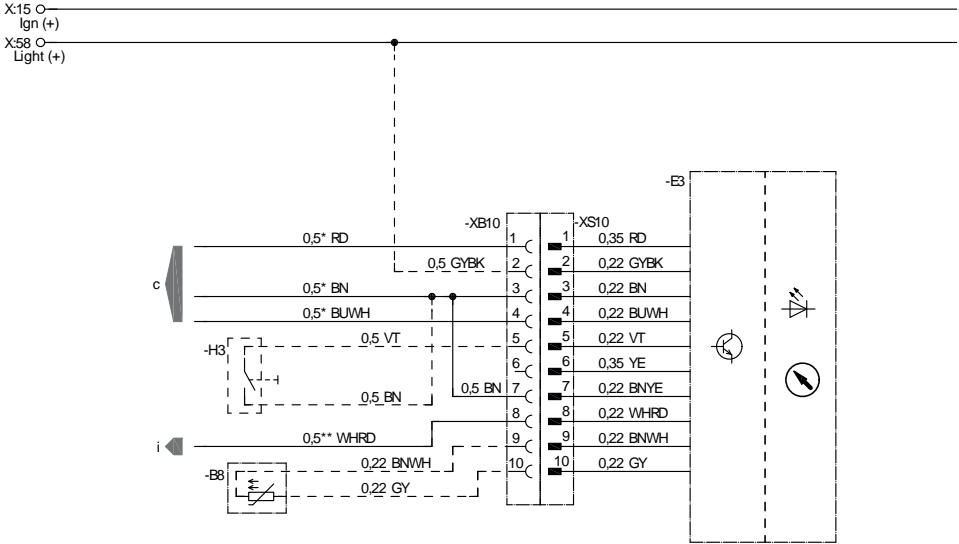 X:15
Ign (+)
X:58
Light (+)
-E3
-XB10
-XS10
0,5* RD
1
1
0,35 RD
0,5 GYBK
2
2
0,22 GYBK
c
0,5* BN
3
3
0,22 BN
0,5* BUWH
4
4
0,22 BUWH
-H3
0,5 VT
5
5
0,22 VT
6
6
0,35 YE
0,5 BN
0,5 BN
7
7
0,22 BNYE
8
8
0,22 WHRD
i
0,5** WHRD
9
9
0,22 BNWH
0,22 BNWH
10
10
0,22 GY
-B8
0,22 GY